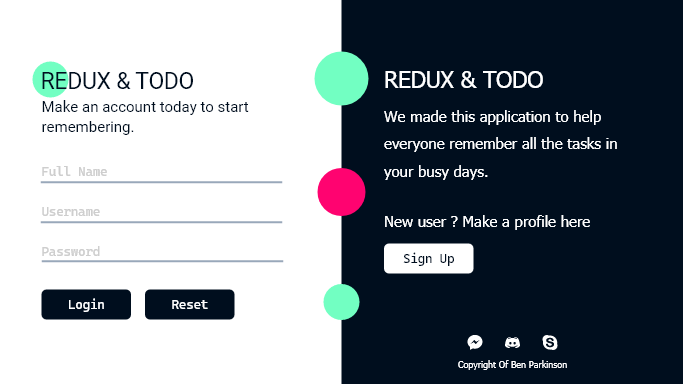 REDUX & TODO
Make an account today to start
remembering.
Full Name
Username
Password
Login
Reset
REDUX & TODO
We made this application to help
everyone remember all the tasks in
your busy days.
New user ? Make a profile here
Sign Up
Copyright Of Ben Parkinson